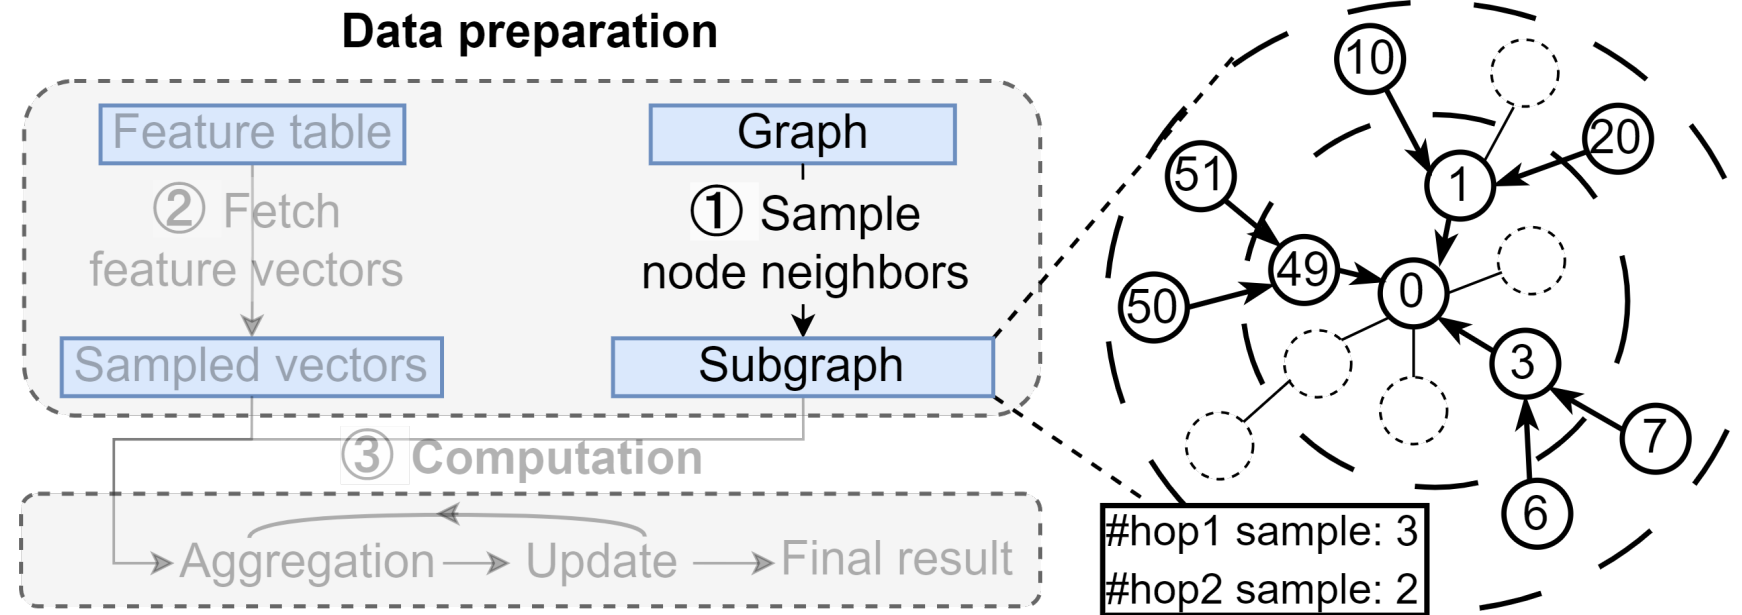 Data preparation
Feature table
② Fetch
feature vectors
Sampled vectors
Graph
① Sample
node neighbors
Subgraph
③ Computation
Aggregation
Update
Final result
10
20
51
1
49
0
50
3
7
6
#hop1 sample: 3
#hop2 sample: 2